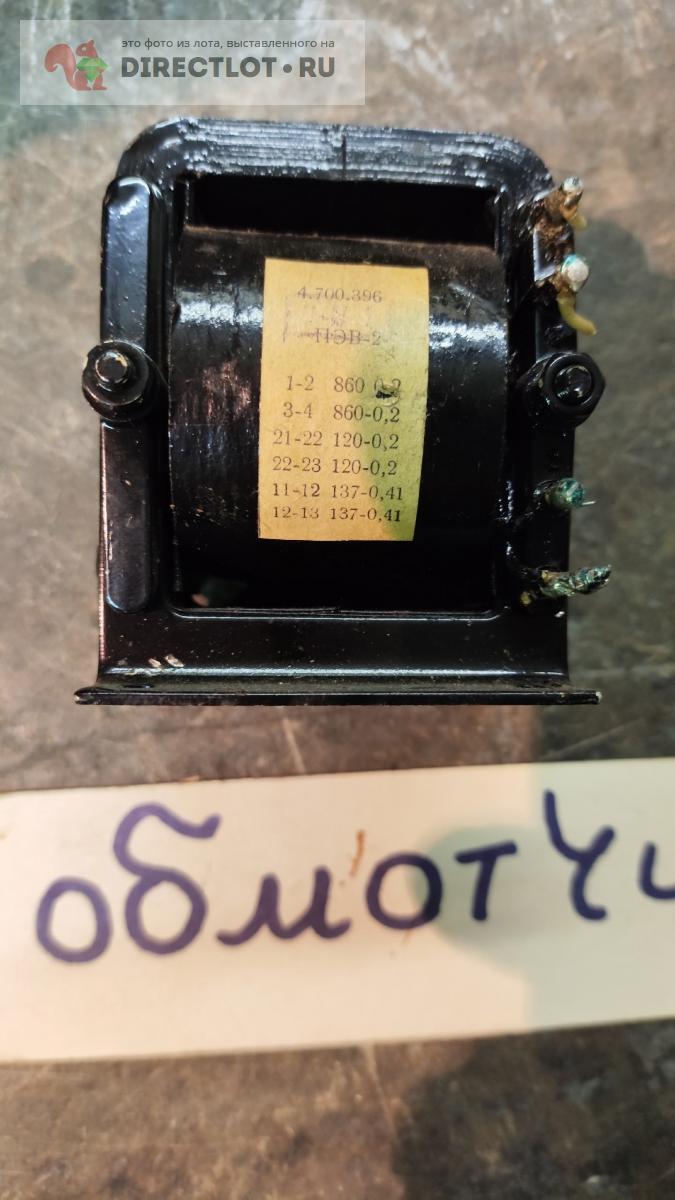 это фото из лота, выставленного на
DIRECTLOT.RU
4.700.396
ПЭВ-2
1-2 860-0,2
3-4 860-0,2
21-22 120-0,2
22-23 120-0,2
11-12 137-0,41
12-13 137-0,41
обмотчи